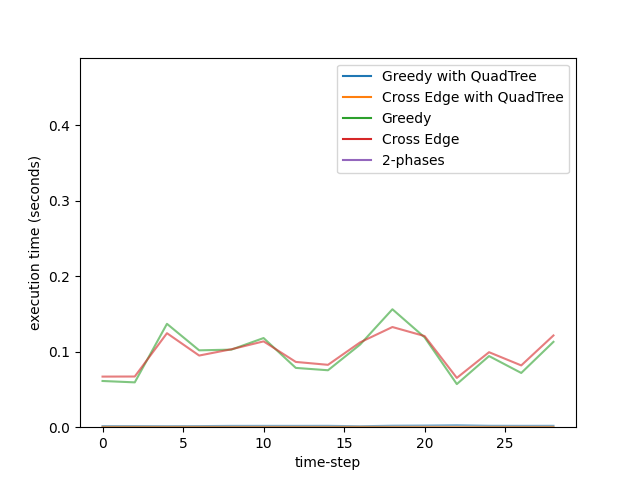 Greedy with QuadTree
Cross Edge with QuadTree
Greedy
Cross Edge
2-phases
execution time (seconds)
0.4
0.3
0.2
0.1
0.0
0 5 10 15 20 25
time-step